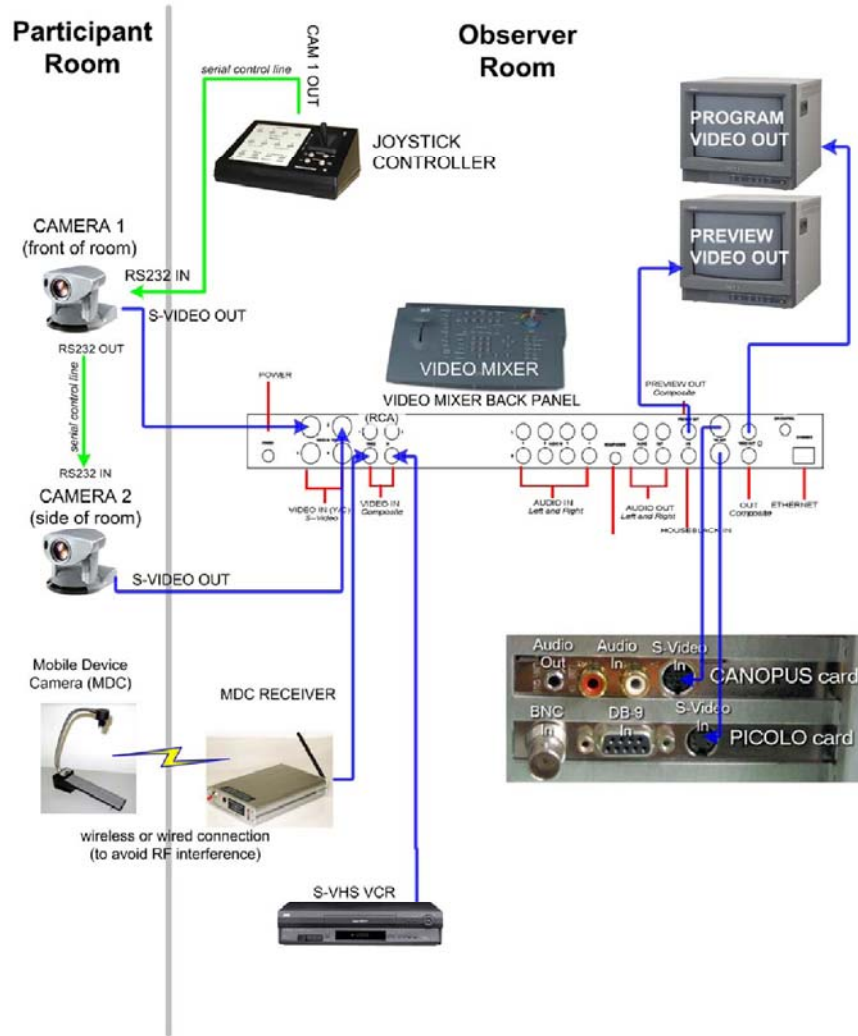 Participant
Room
Observer
Room
serial control line
CAM 1 OUT
JOYSTICK
CONTROLLER
PROGRAM
VIDEO OUT
PREVIEW
VIDEO OUT
CAMERA 1
(front of room)
RS232 IN
S-VIDEO OUT
RS232 OUT
serial control line
RS232 IN
VIDEO MIXER
VIDEO MIXER BACK PANEL
POWER
(RCA)
PREVIEW OUT
Composite
VIDEO IN (Y/C)
S-Video
VIDEO IN
Composite
AUDIO IN
Left and Right
AUDIO OUT
Left and Right
HOUSEBLACK IN
OUT
Composite
ETHERNET
CAMERA 2
(side of room)
S-VIDEO OUT
Audio
Out
Audio
In
S-Video
In
CANOPUS card
BNC
In
DB-9
In
S-Video
In
PICOLO card
Mobile Device
Camera (MDC)
MDC RECEIVER
wireless or wired connection
(to avoid RF interference)
S-VHS VCR